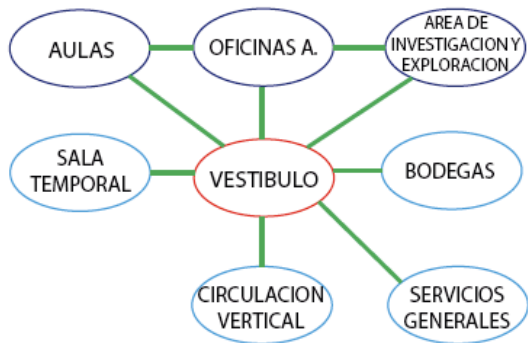 AULAS
OFICINAS A.
AREA DE
INVESTIGACION Y
EXPLORACION
SALA
TEMPORAL
VESTIBULO
BODEGAS
CIRCULACION
VERTICAL
SERVICIOS
GENERALES